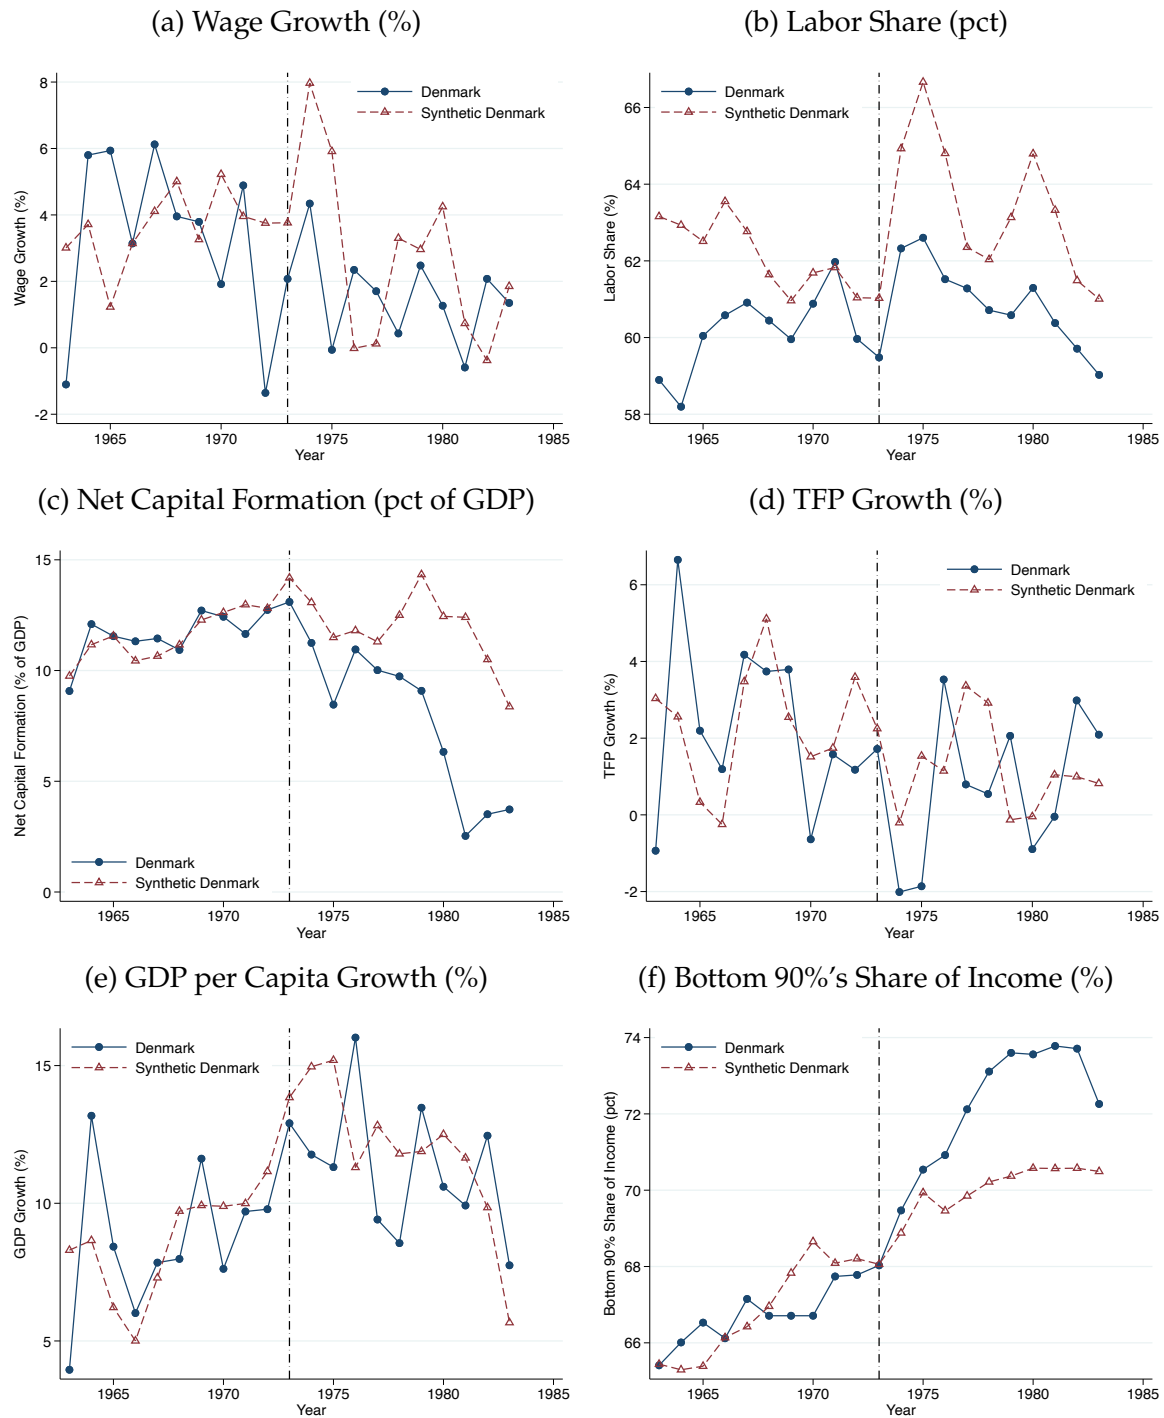 (a) Wage Growth (%)
Denmark
Synthetic Denmark
Wage Growth (%)
8
6
4
2
0
-2
1965 1970 1975 1980 1985
Year
(b) Labor Share (pct)
Denmark
Synthetic Denmark
Labor Share (%)
66
64
62
60
58
1965 1970 1975 1980 1985
Year
(c) Net Capital Formation (pct of GDP)
Net Capital Formation (% of GDP)
15
10
5
0
Denmark
Synthetic Denmark
1965 1970 1975 1980 1985
Year
(d) TFP Growth (%)
Denmark
Synthetic Denmark
TFP Growth (%)
6
4
2
0
-2
1965 1970 1975 1980 1985
Year
(e) GDP per Capita Growth (%)
Denmark
Synthetic Denmark
GDP Growth (%)
15
10
5
1965 1970 1975 1980 1985
Year
(f) Bottom 90%'s Share of Income (%)
Denmark
Synthetic Denmark
Bottom 90% Share of Income (pct)
74
72
70
68
66
1965 1970 1975 1980 1985
Year